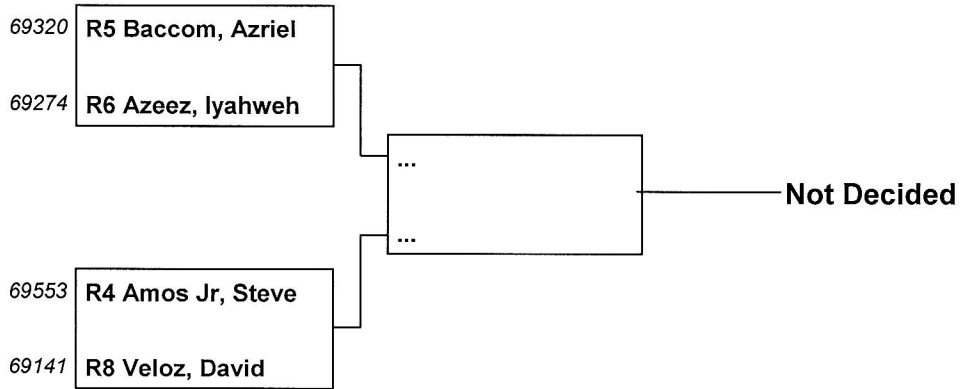 69320 R5 Baccom, Azriel
69274 R6 Azeez, Iyahweh
...
Not Decided
...
69553 R4 Amos Jr, Steve
69141 R8 Veloz, David